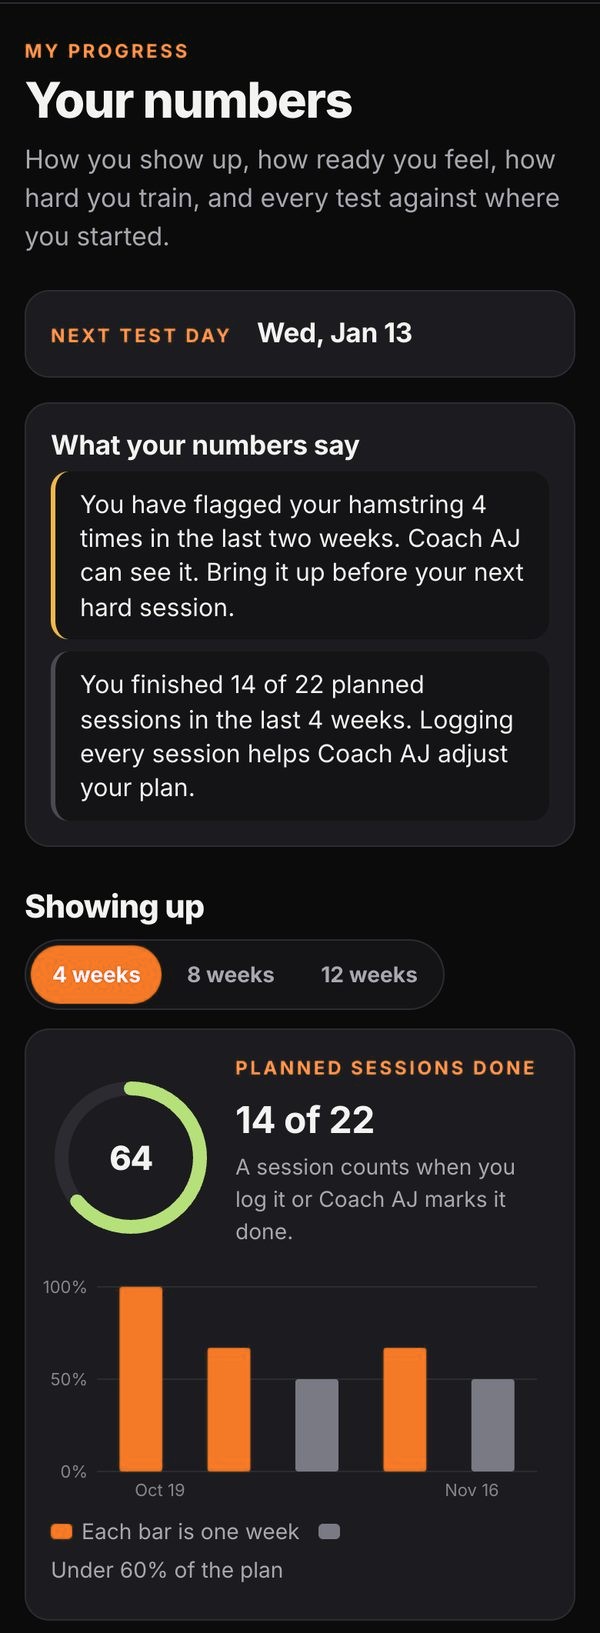 MY PROGRESS
Your numbers
How you show up, how ready you feel, how
hard you train, and every test against where
you started.
NEXT TEST DAY Wed, Jan 13
What your numbers say
You have flagged your hamstring 4
times in the last two weeks. Coach AJ
can see it. Bring it up before your next
hard session.
You finished 14 of 22 planned
sessions in the last 4 weeks. Logging
every session helps Coach AJ adjust
your plan.
Showing up
4 weeks 8 weeks 12 weeks
PLANNED SESSIONS DONE
64
14 of 22
A session counts when you
log it or Coach AJ marks it
done.
100%
50%
0%
Oct 19 Nov 16
Each bar is one week
Under 60% of the plan